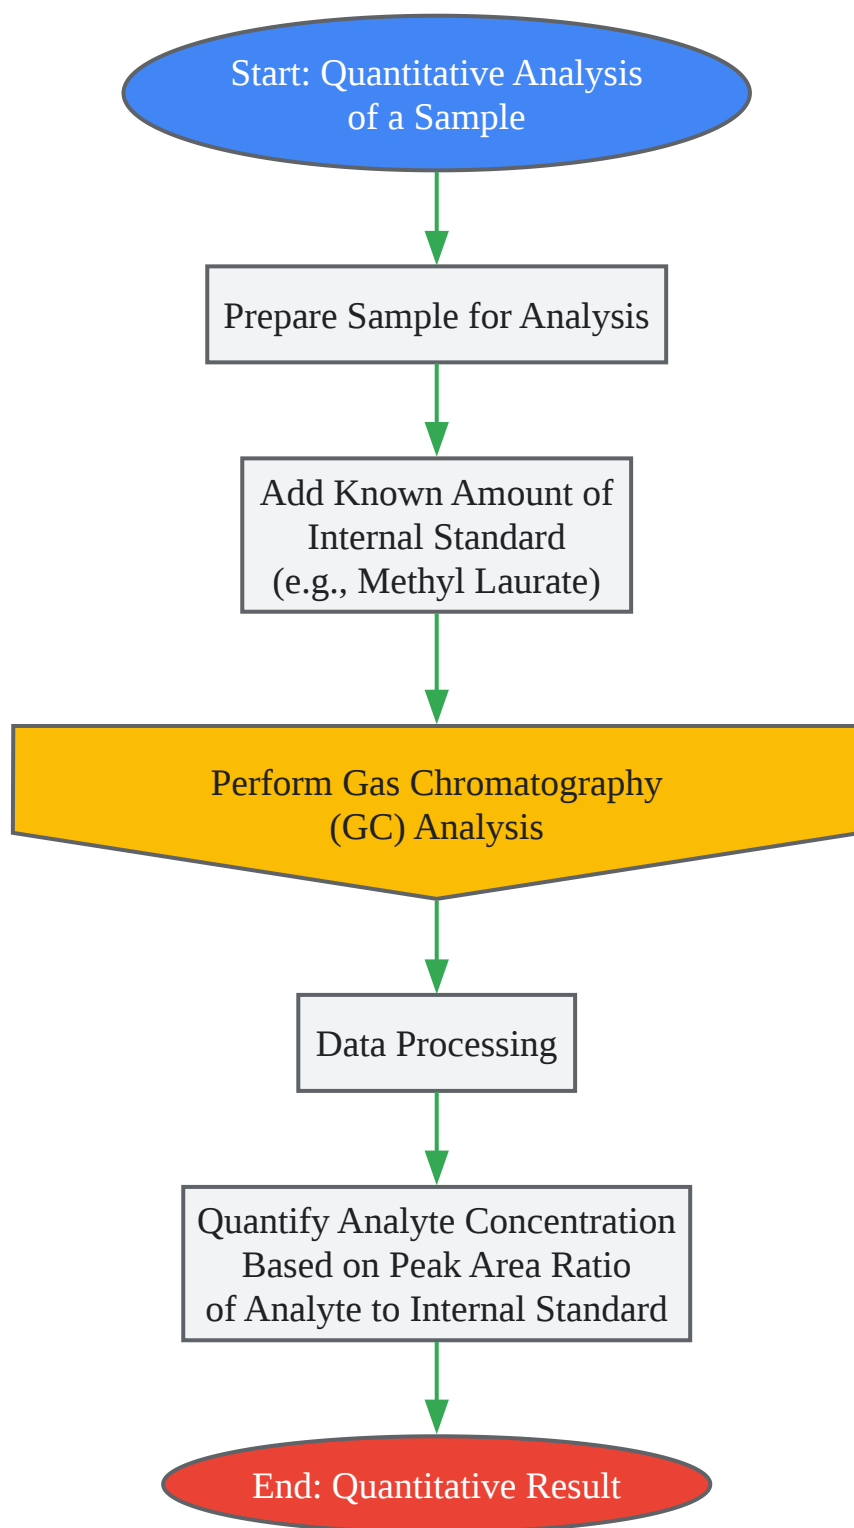 Start: Quantitative Analysis
of a Sample
Prepare Sample for Analysis
Add Known Amount of
Internal Standard
(e.g., Methyl Laurate)
Perform Gas Chromatography
(GC) Analysis
Data Processing
Quantify Analyte Concentration
Based on Peak Area Ratio
of Analyte to Internal Standard
End: Quantitative Result